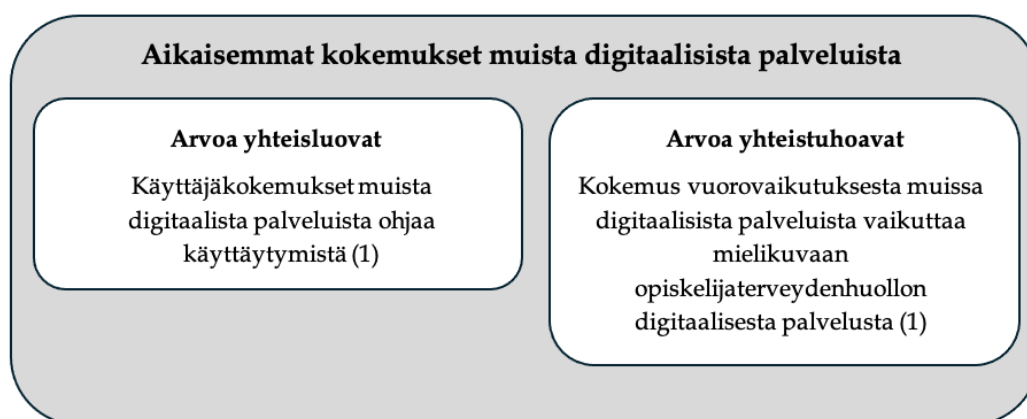 Aikaisemmat kokemukset muista digitaalisista palveluista
Arvoa yhteisluovat
Käyttäjäkokemukset muista
digitaalista palveluista ohjaa
käyttäytymistä (1)
Arvoa yhteistuhoavat
Kokemus vuorovaikutuksesta muissa
digitaalisista palveluista vaikuttaa
mielikuvaan
opiskelijaterveydenhuollon
digitaalisesta palvelusta (1)